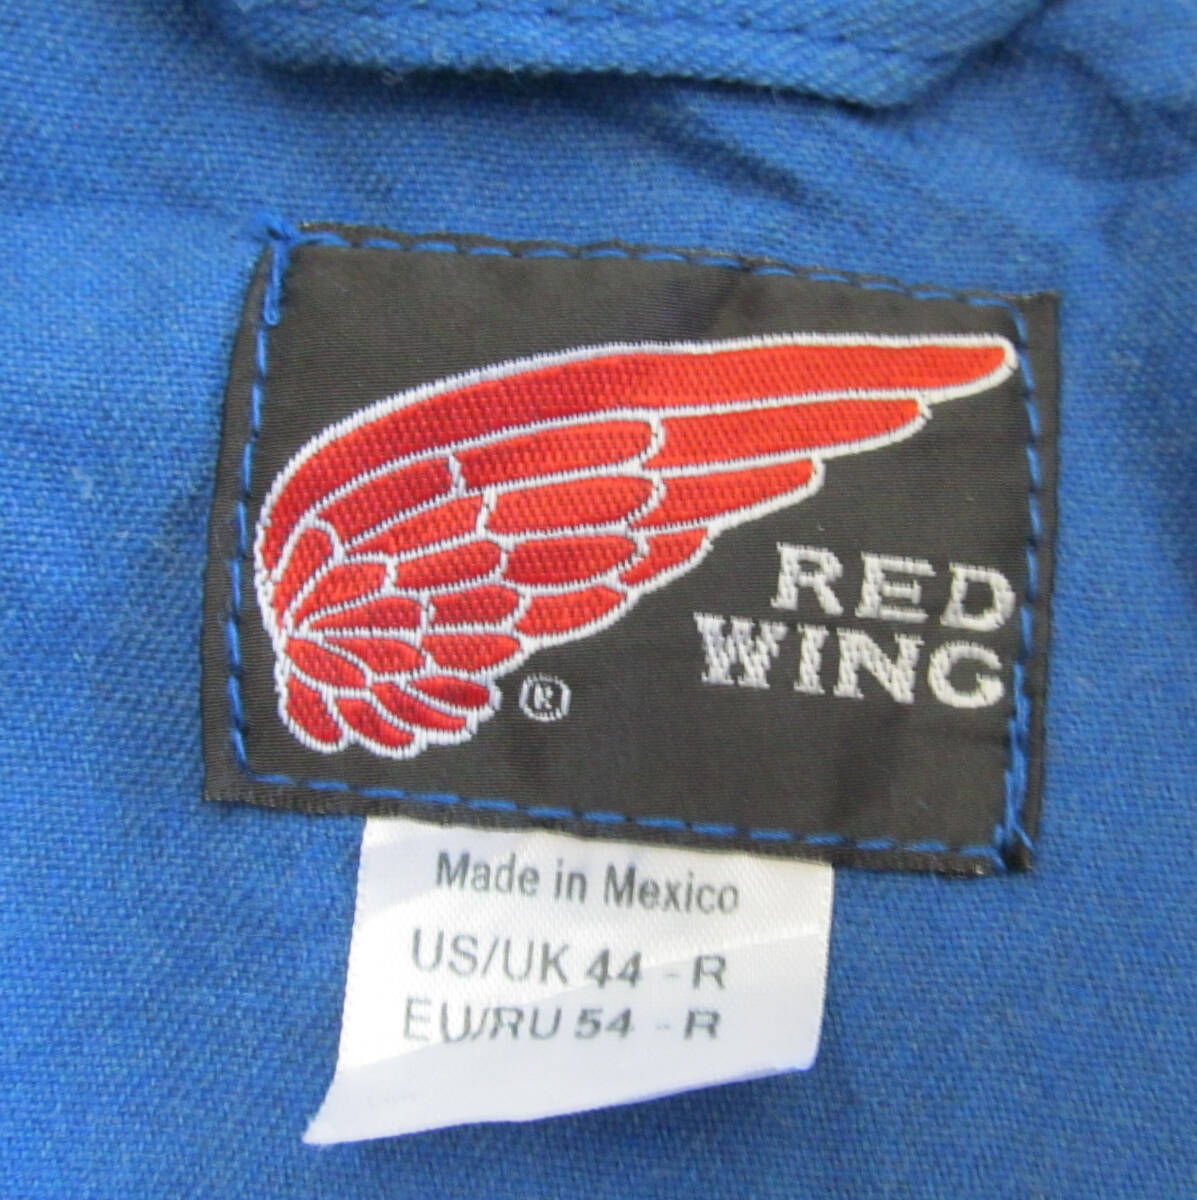 RED
WING
®
Made in Mexico
US/UK 44 - R
EU/RU 54 - R